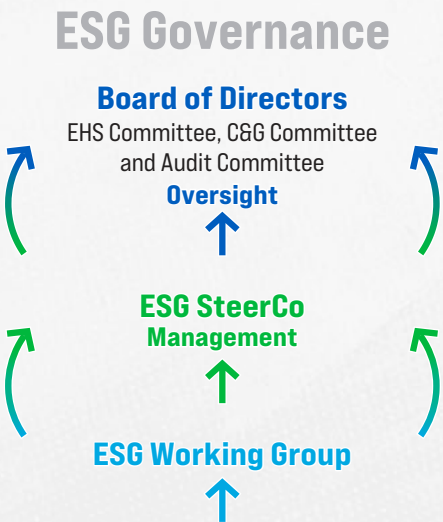 ESG Governance
Board of Directors
EHS Committee, C&G Committee
and Audit Committee
Oversight
ESG SteerCo
Management
ESG Working Group